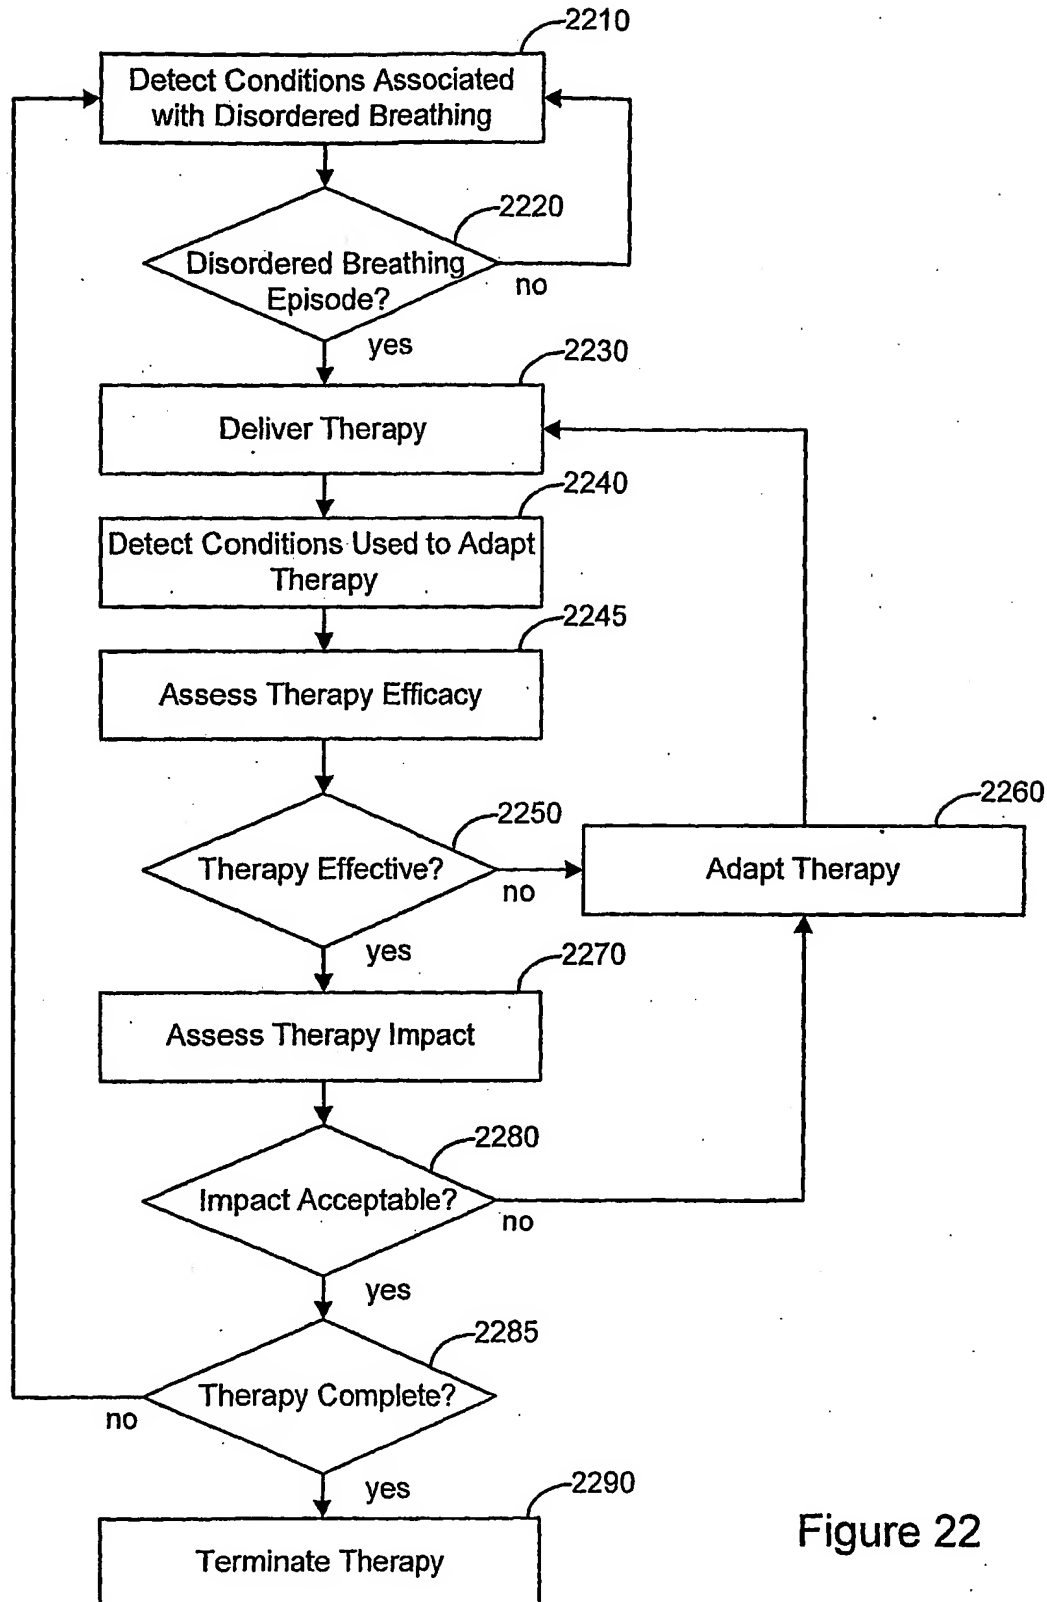 2210
Detect Conditions Associated
with Disordered Breathing
2220
Disordered Breathing
Episode?
no
yes
2230
Deliver Therapy
2240
Detect Conditions Used to Adapt
Therapy
2245
Assess Therapy Efficacy
2250
Therapy Effective?
no
2260
Adapt Therapy
yes
2270
Assess Therapy Impact
2280
Impact Acceptable?
no
yes
2285
Therapy Complete?
no
yes
2290
Terminate Therapy
Figure 22